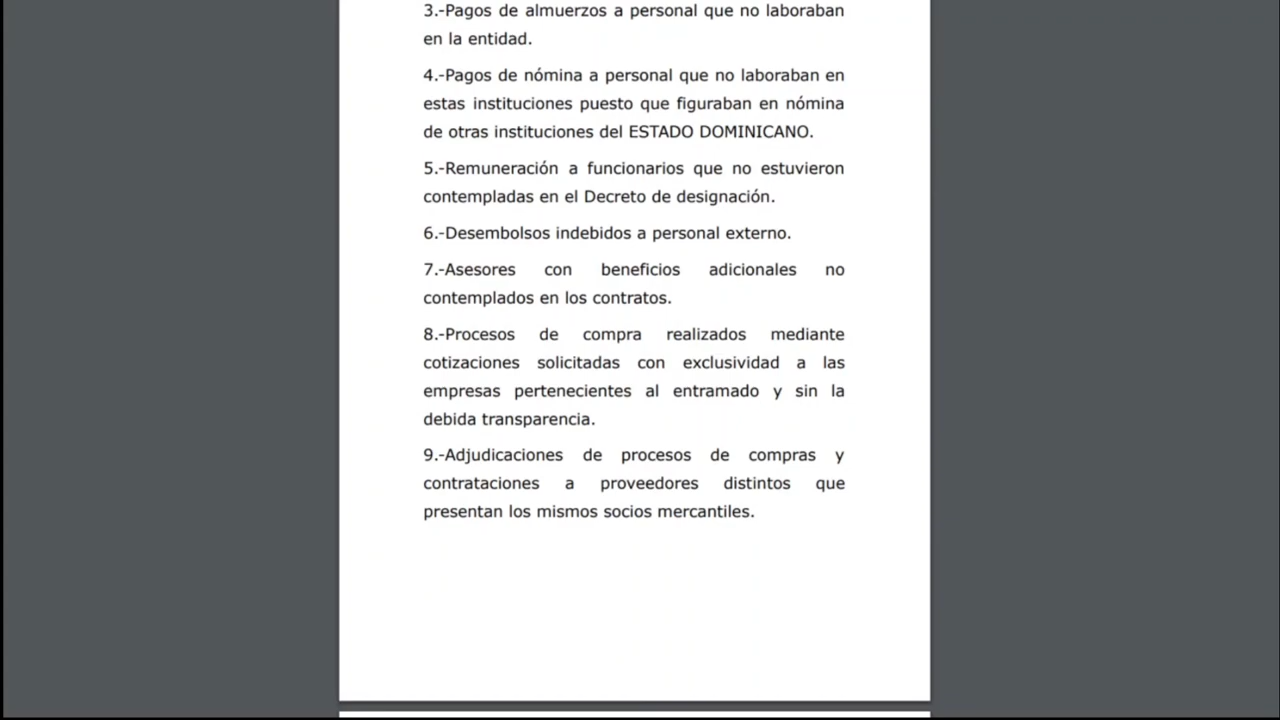 3.-Pagos de almuerzos a personal que no laboraban
en la entidad.
4.-Pagos de nómina a personal que no laboraban en
estas instituciones puesto que figuraban en nómina
de otras instituciones del ESTADO DOMINICANO.
5.-Remuneración a funcionarios que no estuvieron
contempladas en el Decreto de designación.
6.-Desembolsos indebidos a personal externo.
7.-Asesores con beneficios adicionales no
contemplados en los contratos.
8.-Procesos de compra realizados mediante
cotizaciones solicitadas con exclusividad a las
empresas pertenecientes al entramado y sin la
debida transparencia.
9.-Adjudicaciones de procesos de compras y
contrataciones a proveedores distintos que
presentan los mismos socios mercantiles.